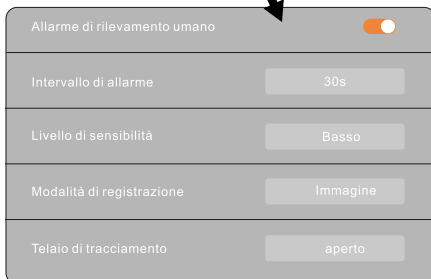 Allarme di rilevamento umano
Intervallo di allarme 30s
Livello di sensibilità Basso
Modalità di registrazione Immagine
Telaio di tracciamento aperto